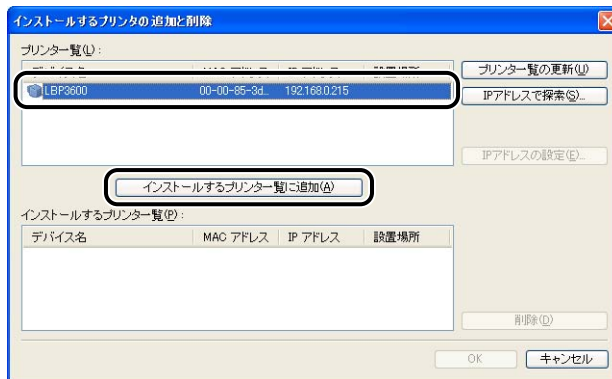 インストールするプリンタの追加と削除
プリンター覧(L):
LBP3600 00-00-85-3d... 192.168.0.215
プリンター覧の更新(U)
IPアドレスで探索(S)...
IPアドレスの設定(E)...
インストールするプリンター覧に追加(A)
インストールするプリンター覧(P):
デバイス名 MAC アドレス IP アドレス 設置場所
削除(D)
OK キャンセル